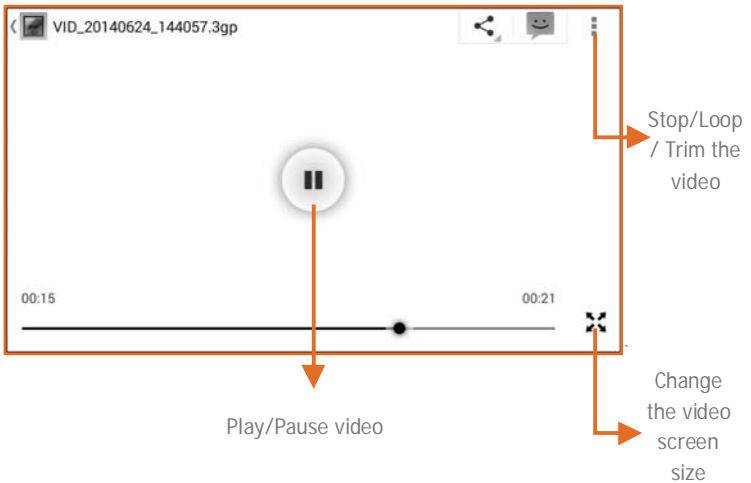 VID_20140624_144057.3gp
Stop/Loop
/ Trim the
video
00:15
00:21
Change
the video
screen
size
Play/Pause video